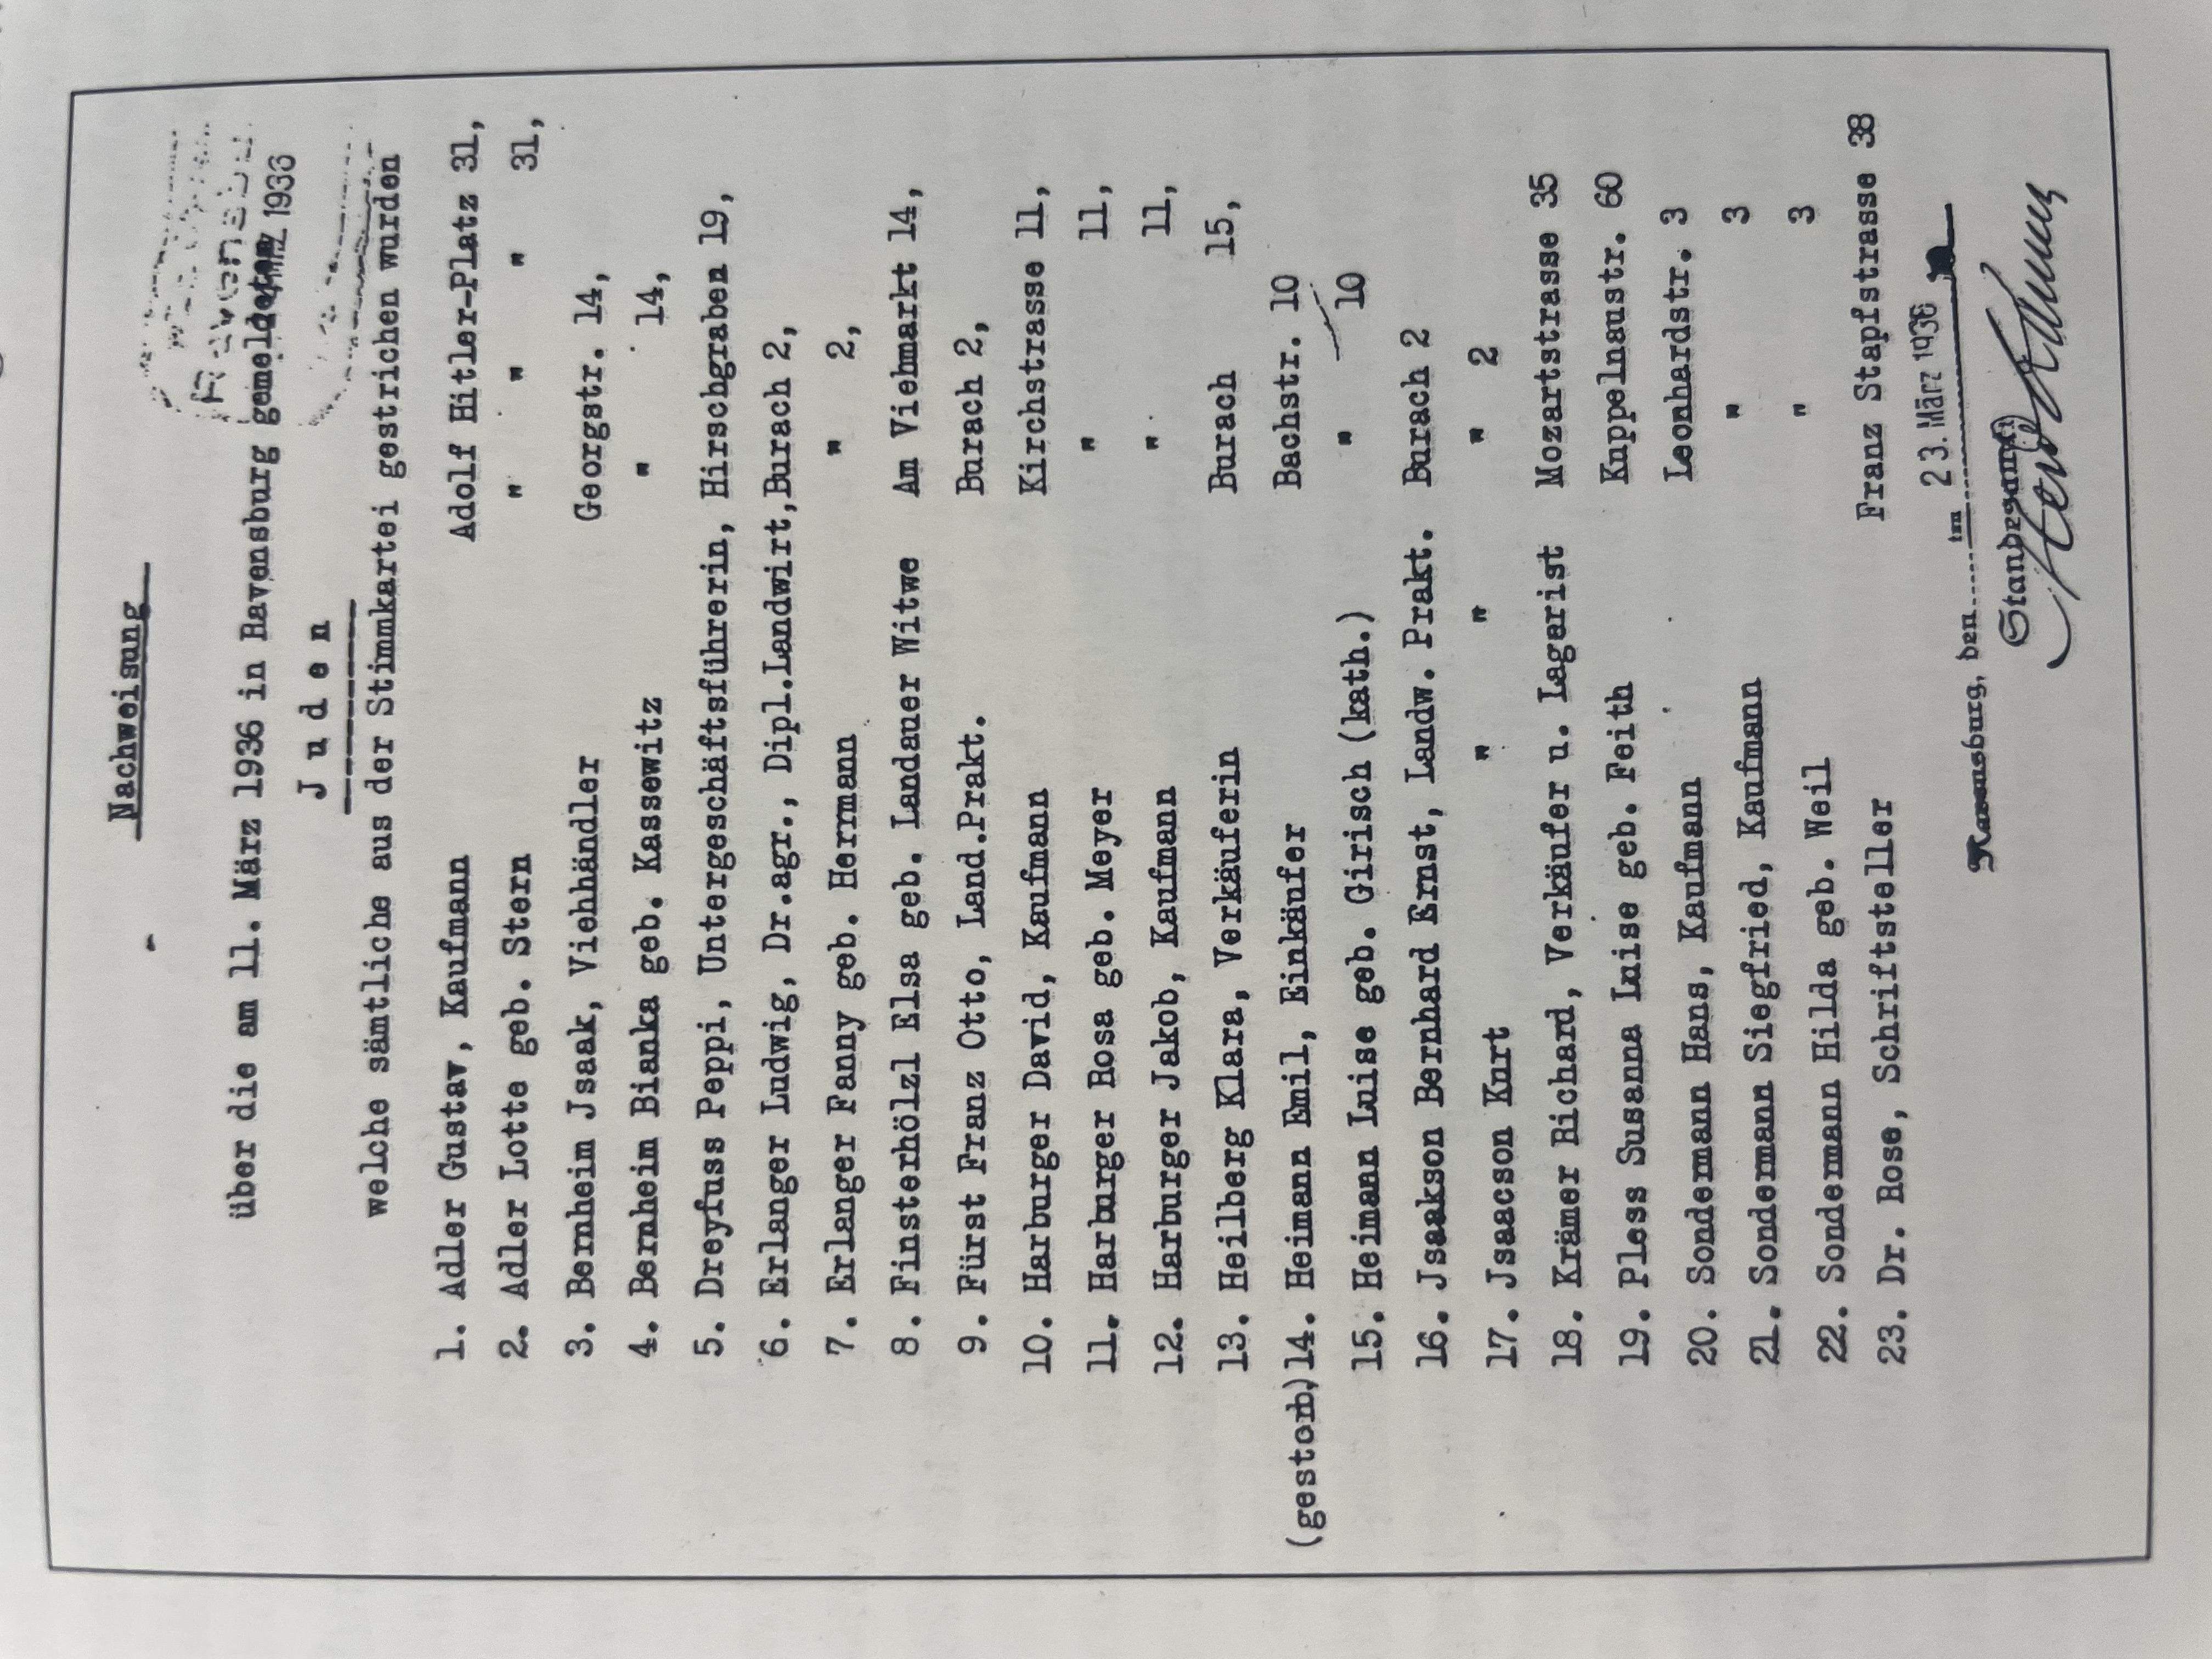 Nachweisung
über die am 11. März 1936 in Ravensburg gemeldeten
Ravensbu
1936
Juden
welche sämtliche aus der Stimmkartei gestrichen wurden
1. Adler Gustav, Kaufmann Adolf Hitler-Platz 31,
2. Adler Lotte geb. Stern " " " 31,
3. Bernheim Jsaak, Viehhändler Georgstr. 14,
4. Bernheim Bianka geb. Kassewitz " 14,
5. Dreyfuss Peppi, Untergeschäftsführerin, Hirschgraben 19,
6. Erlanger Ludwig, Dr.agr., Dipl.Landwirt, Burach 2,
7. Erlanger Fanny geb. Herrmann " 2,
8. Finsterhölzl Elsa geb. Landauer Witwe Am Viehmarkt 14,
9. Fürst Franz Otto, Land.Prakt. Burach 2,
10. Harburger David, Kaufmann Kirchstrasse 11,
11. Harburger Rosa geb. Meyer " 11,
12. Harburger Jakob, Kaufmann " 11,
13. Heilberg Klara, Verkäuferin Burach 15,
(gestorb.) 14. Heimann Emil, Einkäufer Bachstr. 10
15. Heimann Luise geb. Girisch (kath.) " 10
16. Jsaakson Bernhard Ernst, Landw. Prakt. Burach 2
17. Jsaacson Kurt " " " 2
18. Krämer Richard, Verkäufer u. Lagerist Mozartstrasse 35
19. Pless Susanna Luise geb. Feith Kuppelnaustr. 60
20. Sondermann Hans, Kaufmann Leonhardstr. 3
21. Sondermann Siegfried, Kaufmann " 3
22. Sondermann Hilda geb. Weil " 3
23. Dr. Rose, Schriftsteller Franz Stapfstrasse 38
Ravensburg, den 23. März 1936
Standesamt